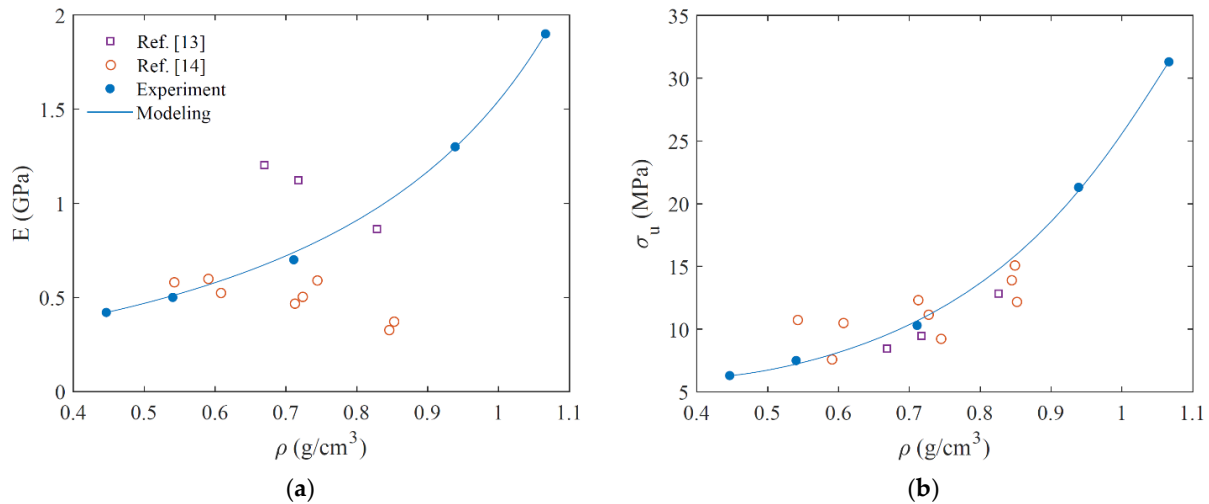 2
1.5
1
0.5
0
E (GPa)
Ref. [13]
Ref. [14]
Experiment
Modeling
0.4 0.5 0.6 0.7 0.8 0.9 1 1.1
ρ (g/cm³)
(a)
35
30
25
20
15
10
5
σu (MPa)
0.4 0.5 0.6 0.7 0.8 0.9 1 1.1
ρ (g/cm³)
(b)